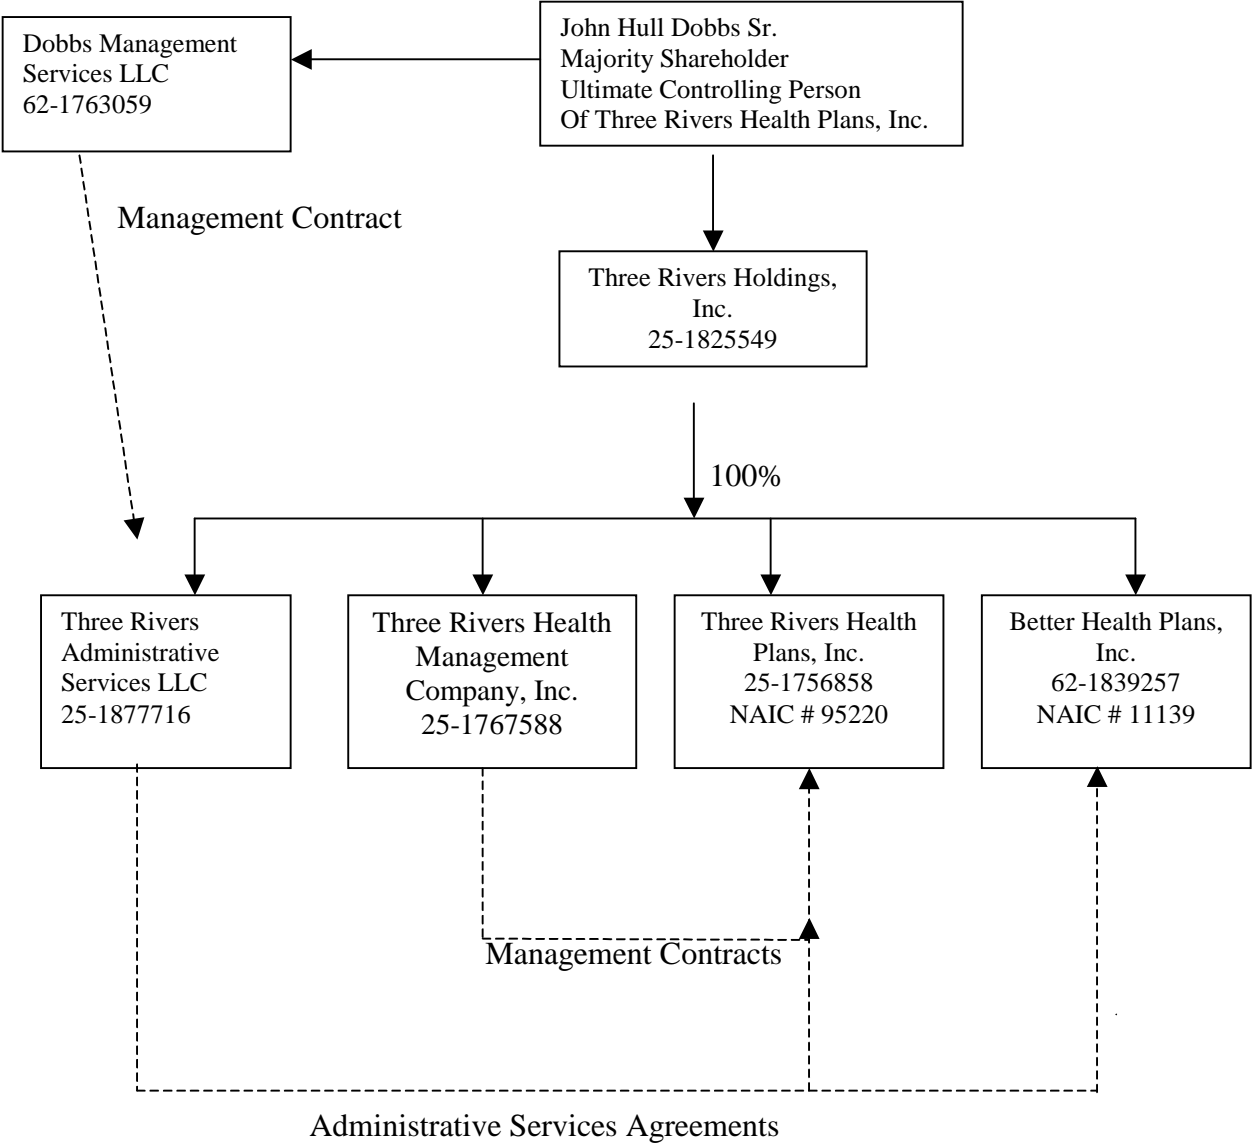 Dobbs Management
Services LLC
62-1763059
John Hull Dobbs Sr.
Majority Shareholder
Ultimate Controlling Person
Of Three Rivers Health Plans, Inc.
Management Contract
Three Rivers Holdings,
Inc.
25-1825549
100%
Three Rivers
Administrative
Services LLC
25-1877716
Three Rivers Health
Management
Company, Inc.
25-1767588
Three Rivers Health
Plans, Inc.
25-1756858
NAIC # 95220
Better Health Plans,
Inc.
62-1839257
NAIC # 11139
Management Contracts
Administrative Services Agreements